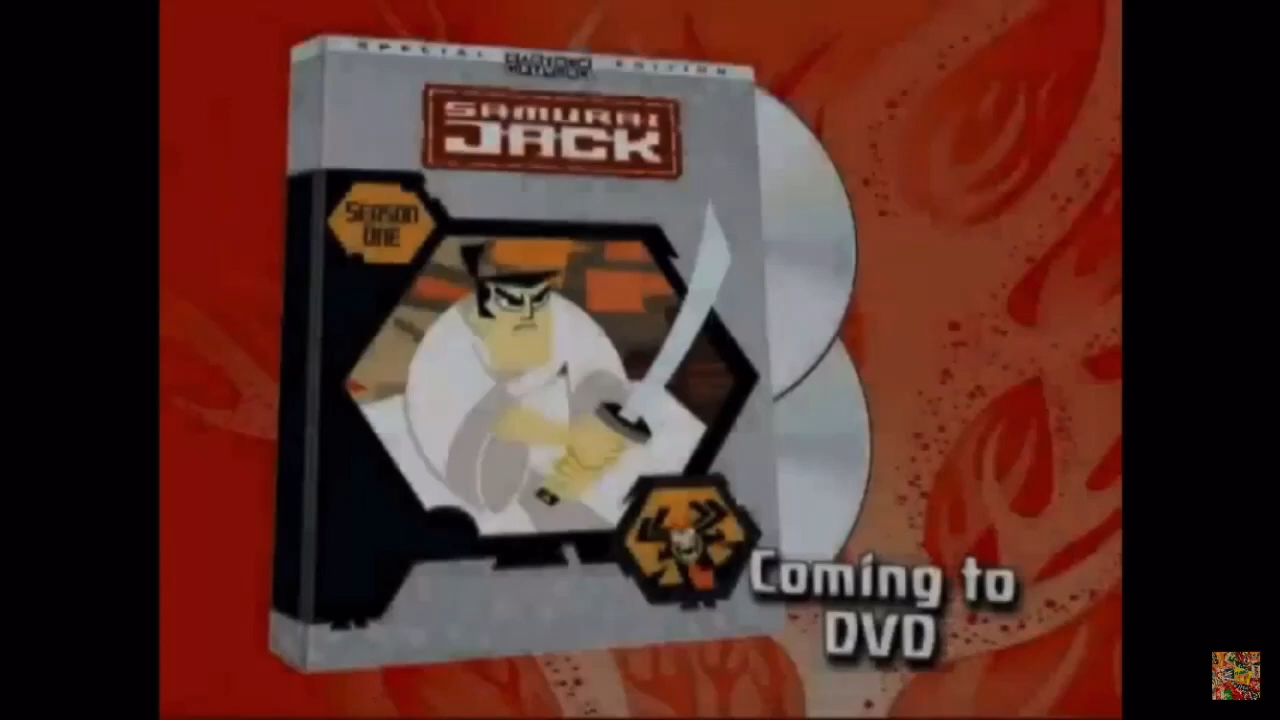 SPECIAL EDITION
SAMURAI
JACK
SEASON
ONE
Coming to
DVD